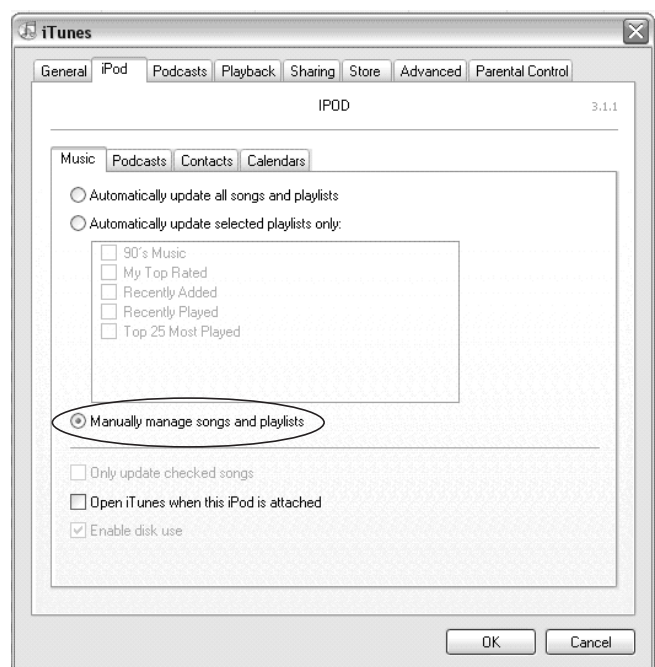 iTunes
General iPod Podcasts Playback Sharing Store Advanced Parental Control
IPOD 3.1.1
Music Podcasts Contacts Calendars
Automatically update all songs and playlists
Automatically update selected playlists only:
90's Music
My Top Rated
Recently Added
Recently Played
Top 25 Most Played
Manually manage songs and playlists
Only update checked songs
Open iTunes when this iPod is attached
Enable disk use
OK Cancel